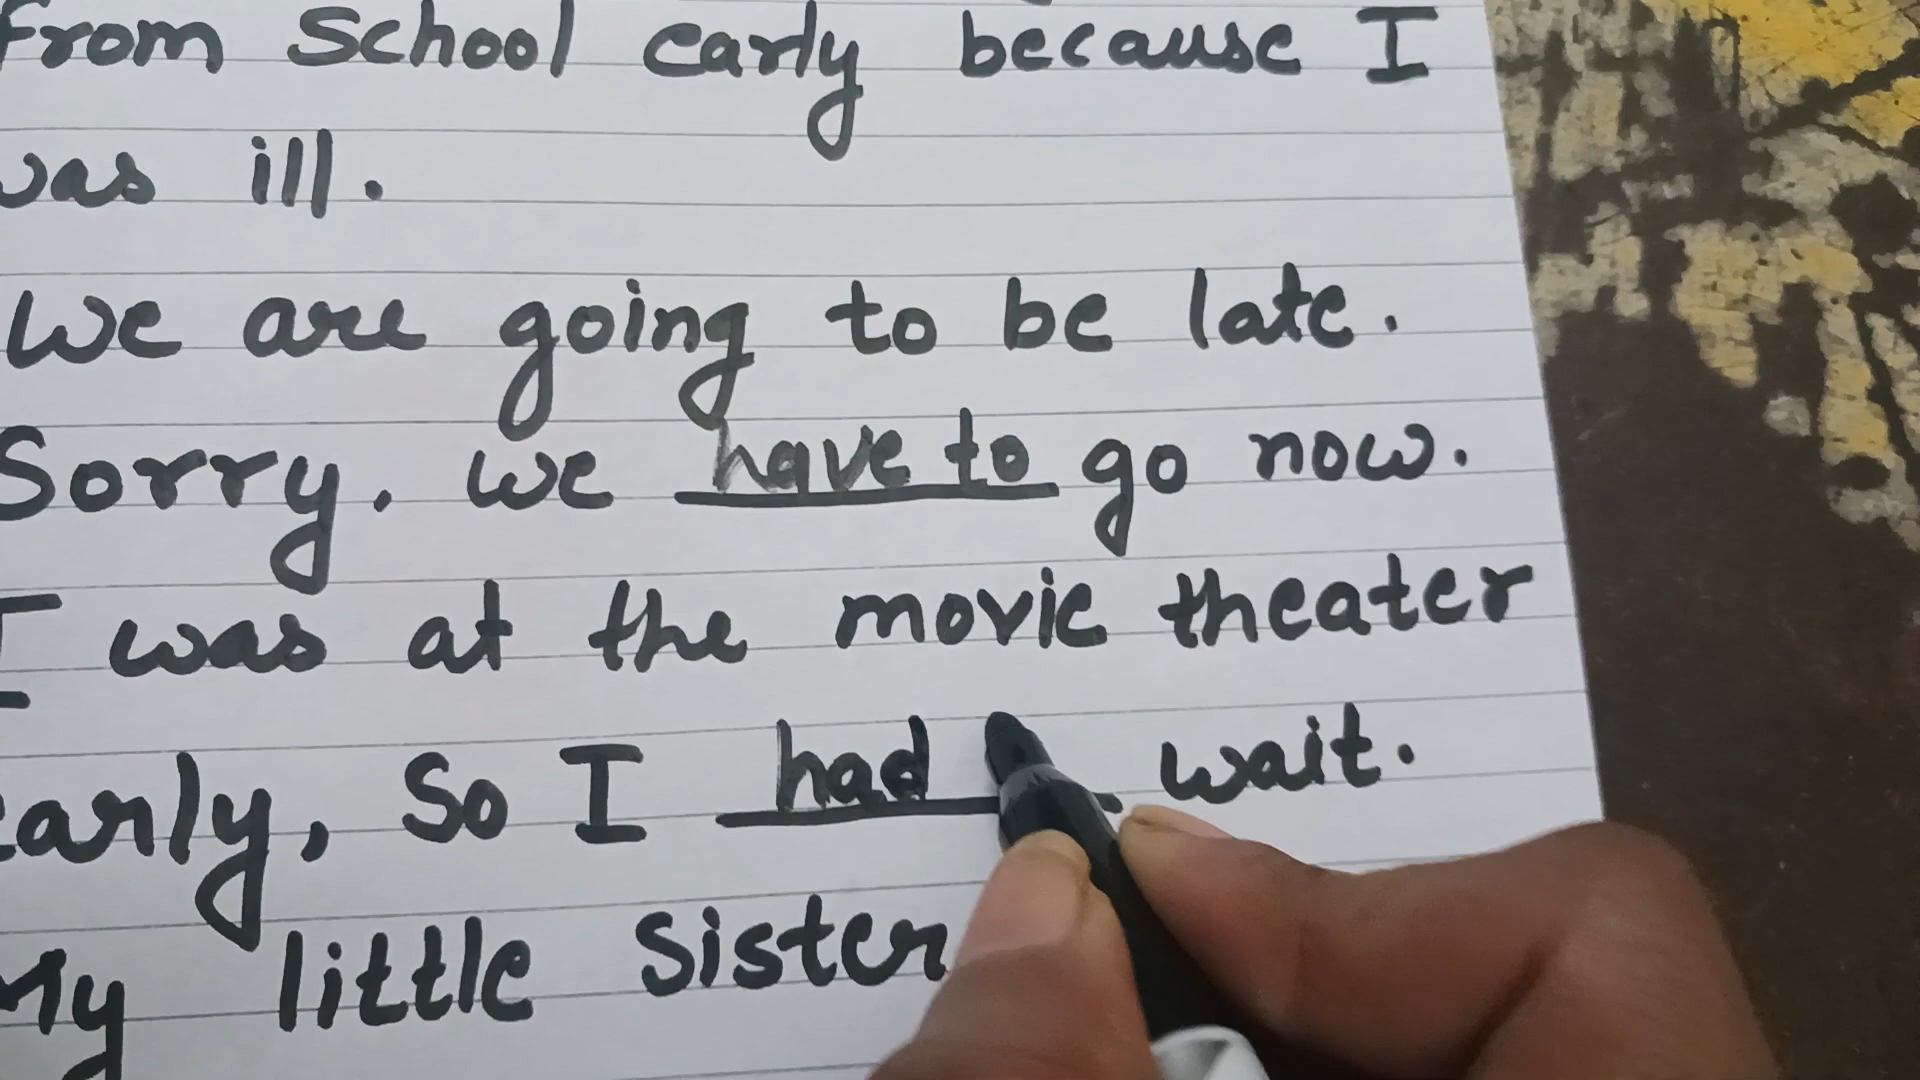 from School early because I
was ill.
We are going to be late.
Sorry, we have to go now.
I was at the movie theater
early, So I had wait.
My little Sister